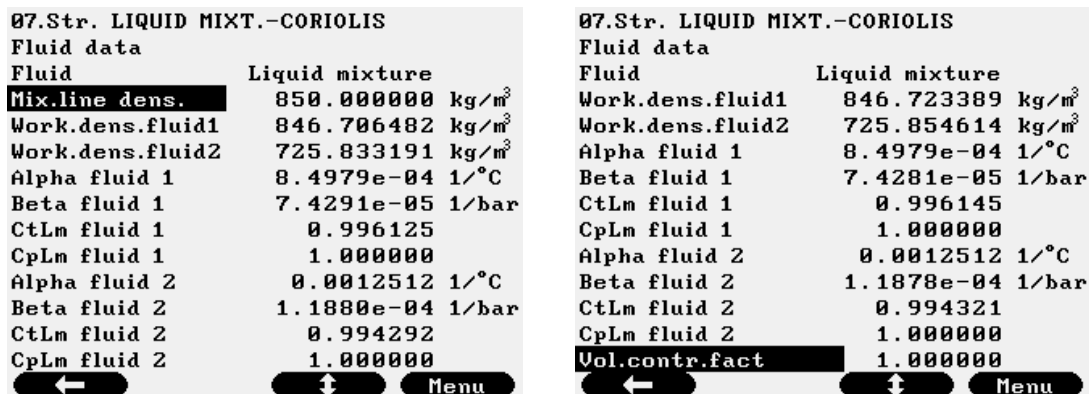 07.Str. LIQUID MIXT.-CORIOLIS
Fluid data
Fluid Liquid mixture
Mix.line dens. 850.000000 kg/m³
Work.dens.fluid1 846.706482 kg/m³
Work.dens.fluid2 725.833191 kg/m³
Alpha fluid 1 8.4979e-04 1/°C
Beta fluid 1 7.4291e-05 1/bar
CtLm fluid 1 0.996125
CpLm fluid 1 1.000000
Alpha fluid 2 0.0012512 1/°C
Beta fluid 2 1.1880e-04 1/bar
CtLm fluid 2 0.994292
CpLm fluid 2 1.000000
Menu
07.Str. LIQUID MIXT.-CORIOLIS
Fluid data
Fluid Liquid mixture
Work.dens.fluid1 846.723389 kg/m³
Work.dens.fluid2 725.854614 kg/m³
Alpha fluid 1 8.4979e-04 1/°C
Beta fluid 1 7.4281e-05 1/bar
CtLm fluid 1 0.996145
CpLm fluid 1 1.000000
Alpha fluid 2 0.0012512 1/°C
Beta fluid 2 1.1878e-04 1/bar
CtLm fluid 2 0.994321
CpLm fluid 2 1.000000
Vol.contr.fact 1.000000
Menu